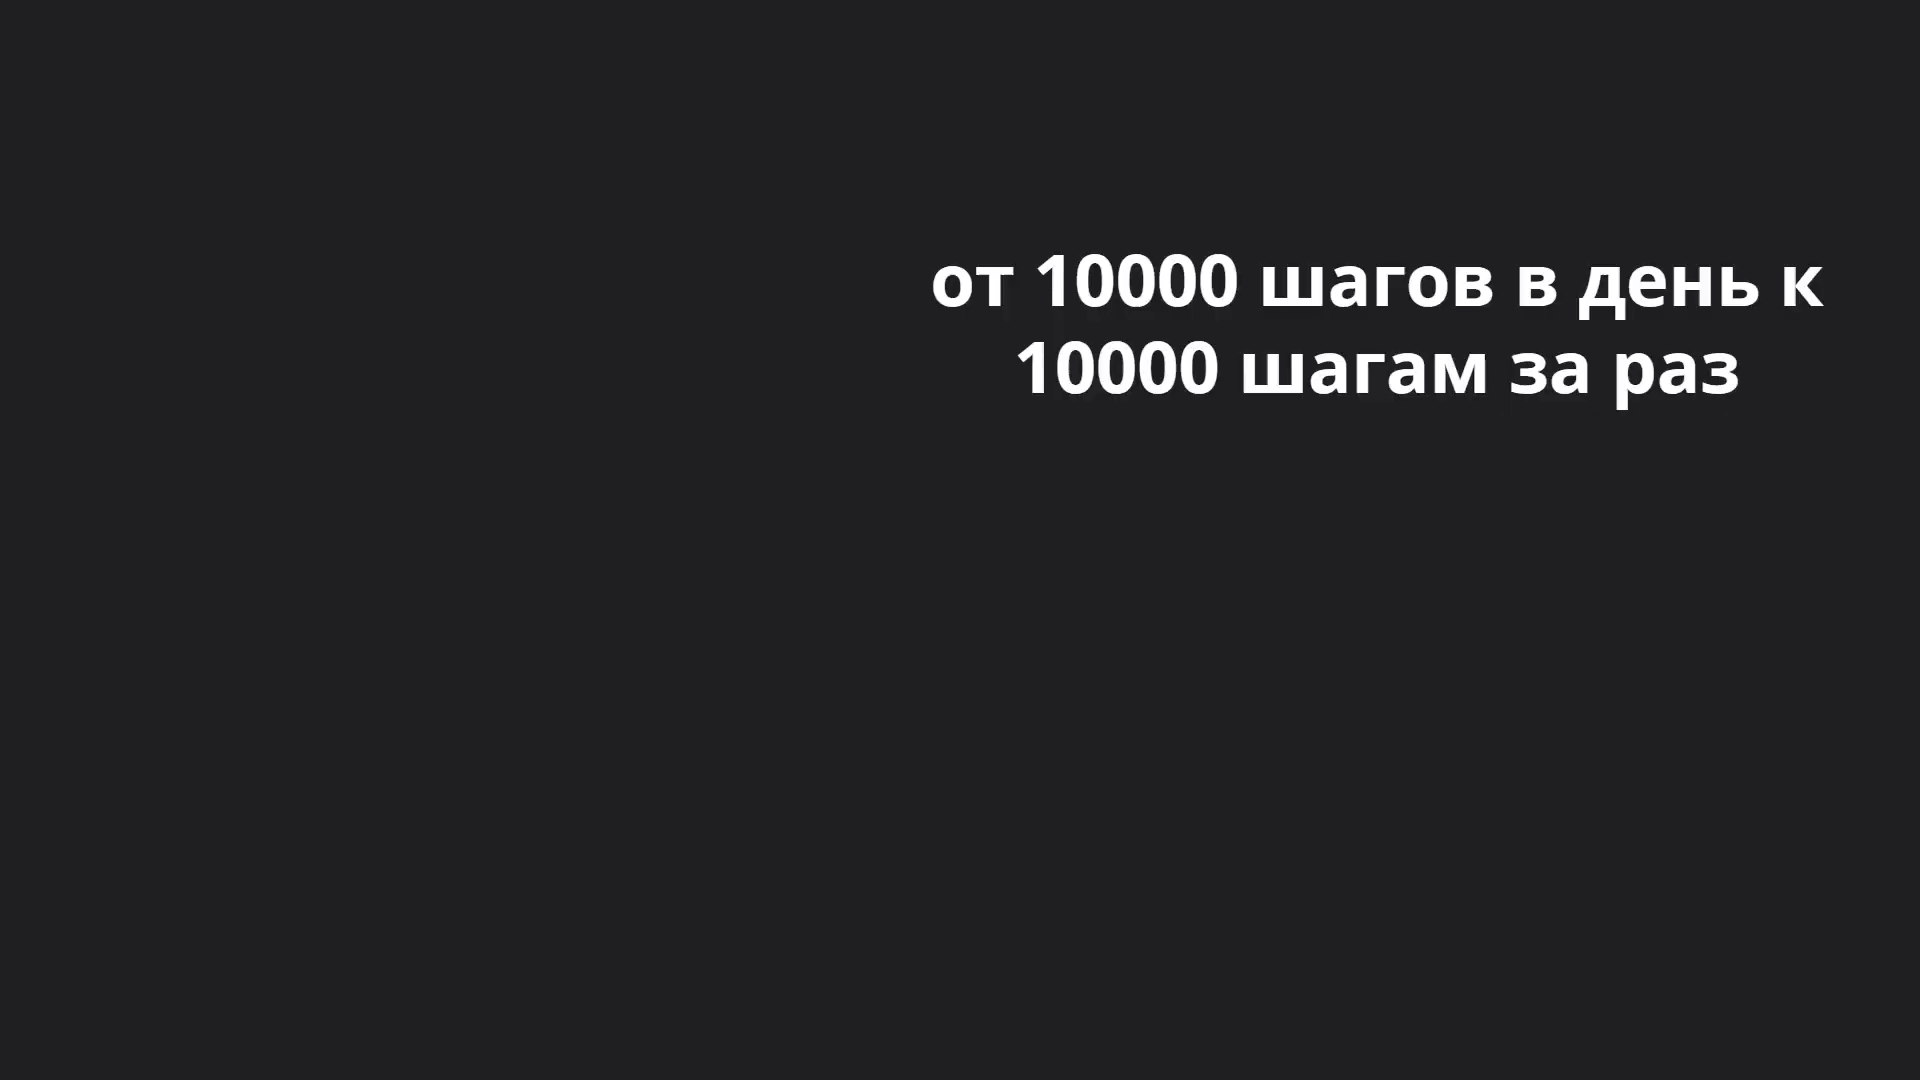 от 10000 шагов в день к
10000 шагам за раз